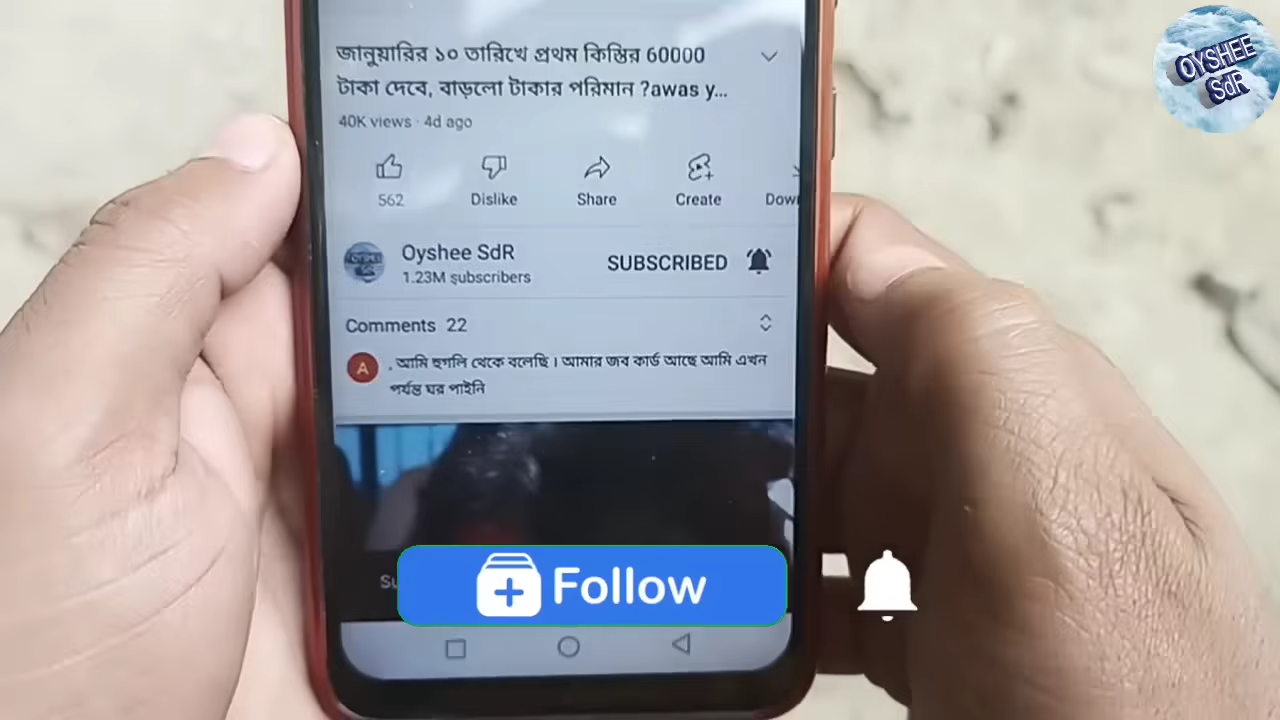 OYSHEE
SdR
জানুয়ারির ১০ তারিখে প্রথম কিস্তির 60000
টাকা দেবে, বাড়লো টাকার পরিমান ?awas y...
40K views · 4d ago
562
Dislike
Share
Create
Dow
Oyshee SdR
1.23M subscribers
SUBSCRIBED
Comments 22
A
. আমি হুগলি থেকে বলেছি । আমার জব কার্ড আছে আমি এখন
পর্যন্ত ঘর পাইনি
Follow